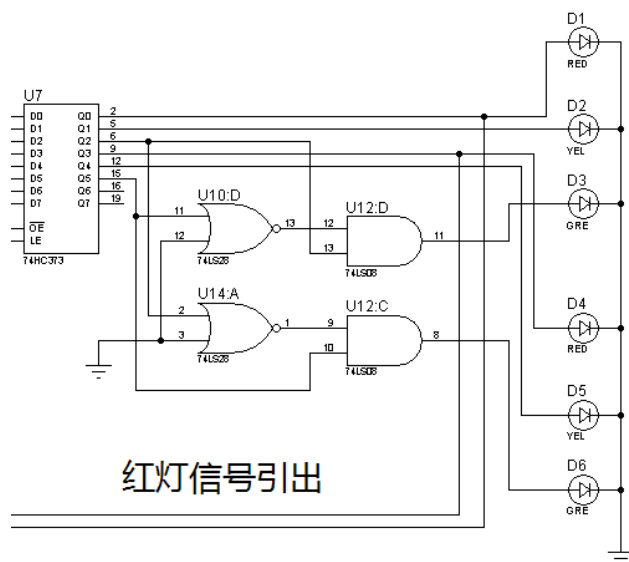 D1
RED
U7
D0 Q0 2
D1 Q1 5
D2 Q2 6
D3 Q3 9
D4 Q4 12
D5 Q5 15
D6 Q6 16
D7 Q7 19
OE
LE
74HC373
D2
YEL
D3
GRE
U10:D
11
12
13
74LS28
U12:D
12
13
11
74LS08
U14:A
2
3
1
74LS28
U12:C
9
10
8
74LS08
D4
RED
D5
YEL
D6
GRE
红灯信号引出